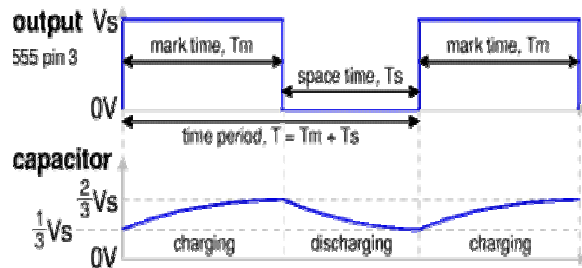 output Vs
555 pin 3
mark time, Tm
mark time, Tm
space time, Ts
0V
time period, T = Tm + Ts
capacitor
2/3Vs
1/3Vs
0V
charging
discharging
charging